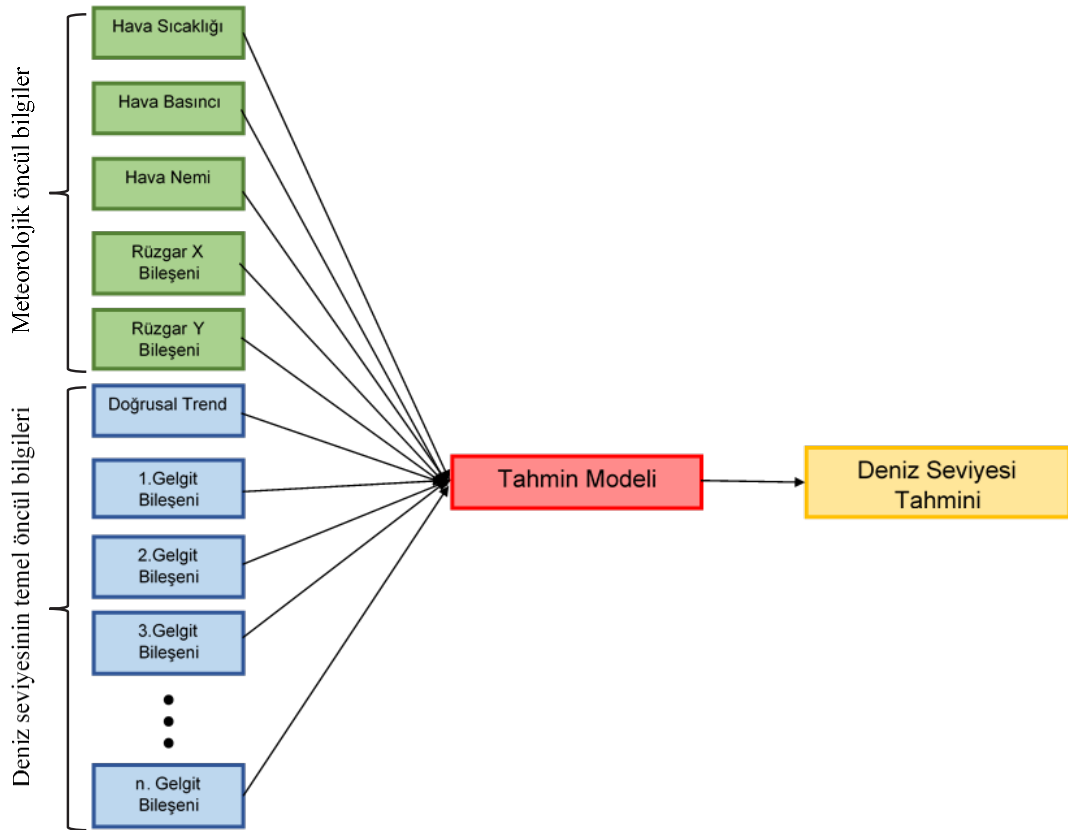 Meteorolojik öncül bilgiler
Hava Sıcaklığı
Hava Basıncı
Hava Nemi
Rüzgar X
Bileşeni
Rüzgar Y
Bileşeni
Deniz seviyesinin temel öncül bilgileri
Doğrusal Trend
1.Gelgit
Bileşeni
2.Gelgit
Bileşeni
3.Gelgit
Bileşeni
n. Gelgit
Bileşeni
Tahmin Modeli
Deniz Seviyesi
Tahmini